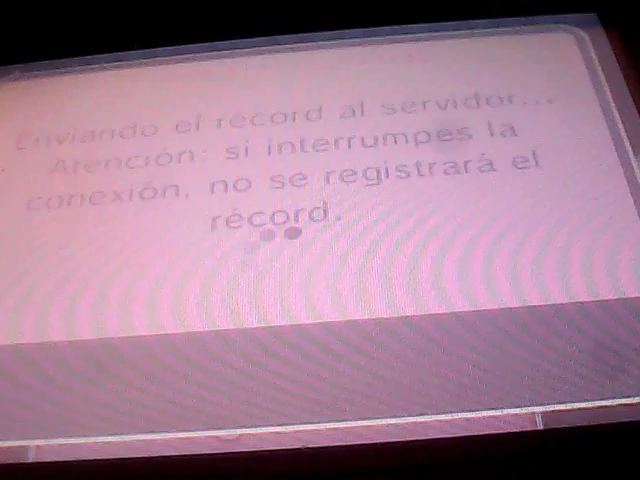 Enviando el récord al servidor...
Atención: si interrumpes la
conexión, no se registrará el
récord.